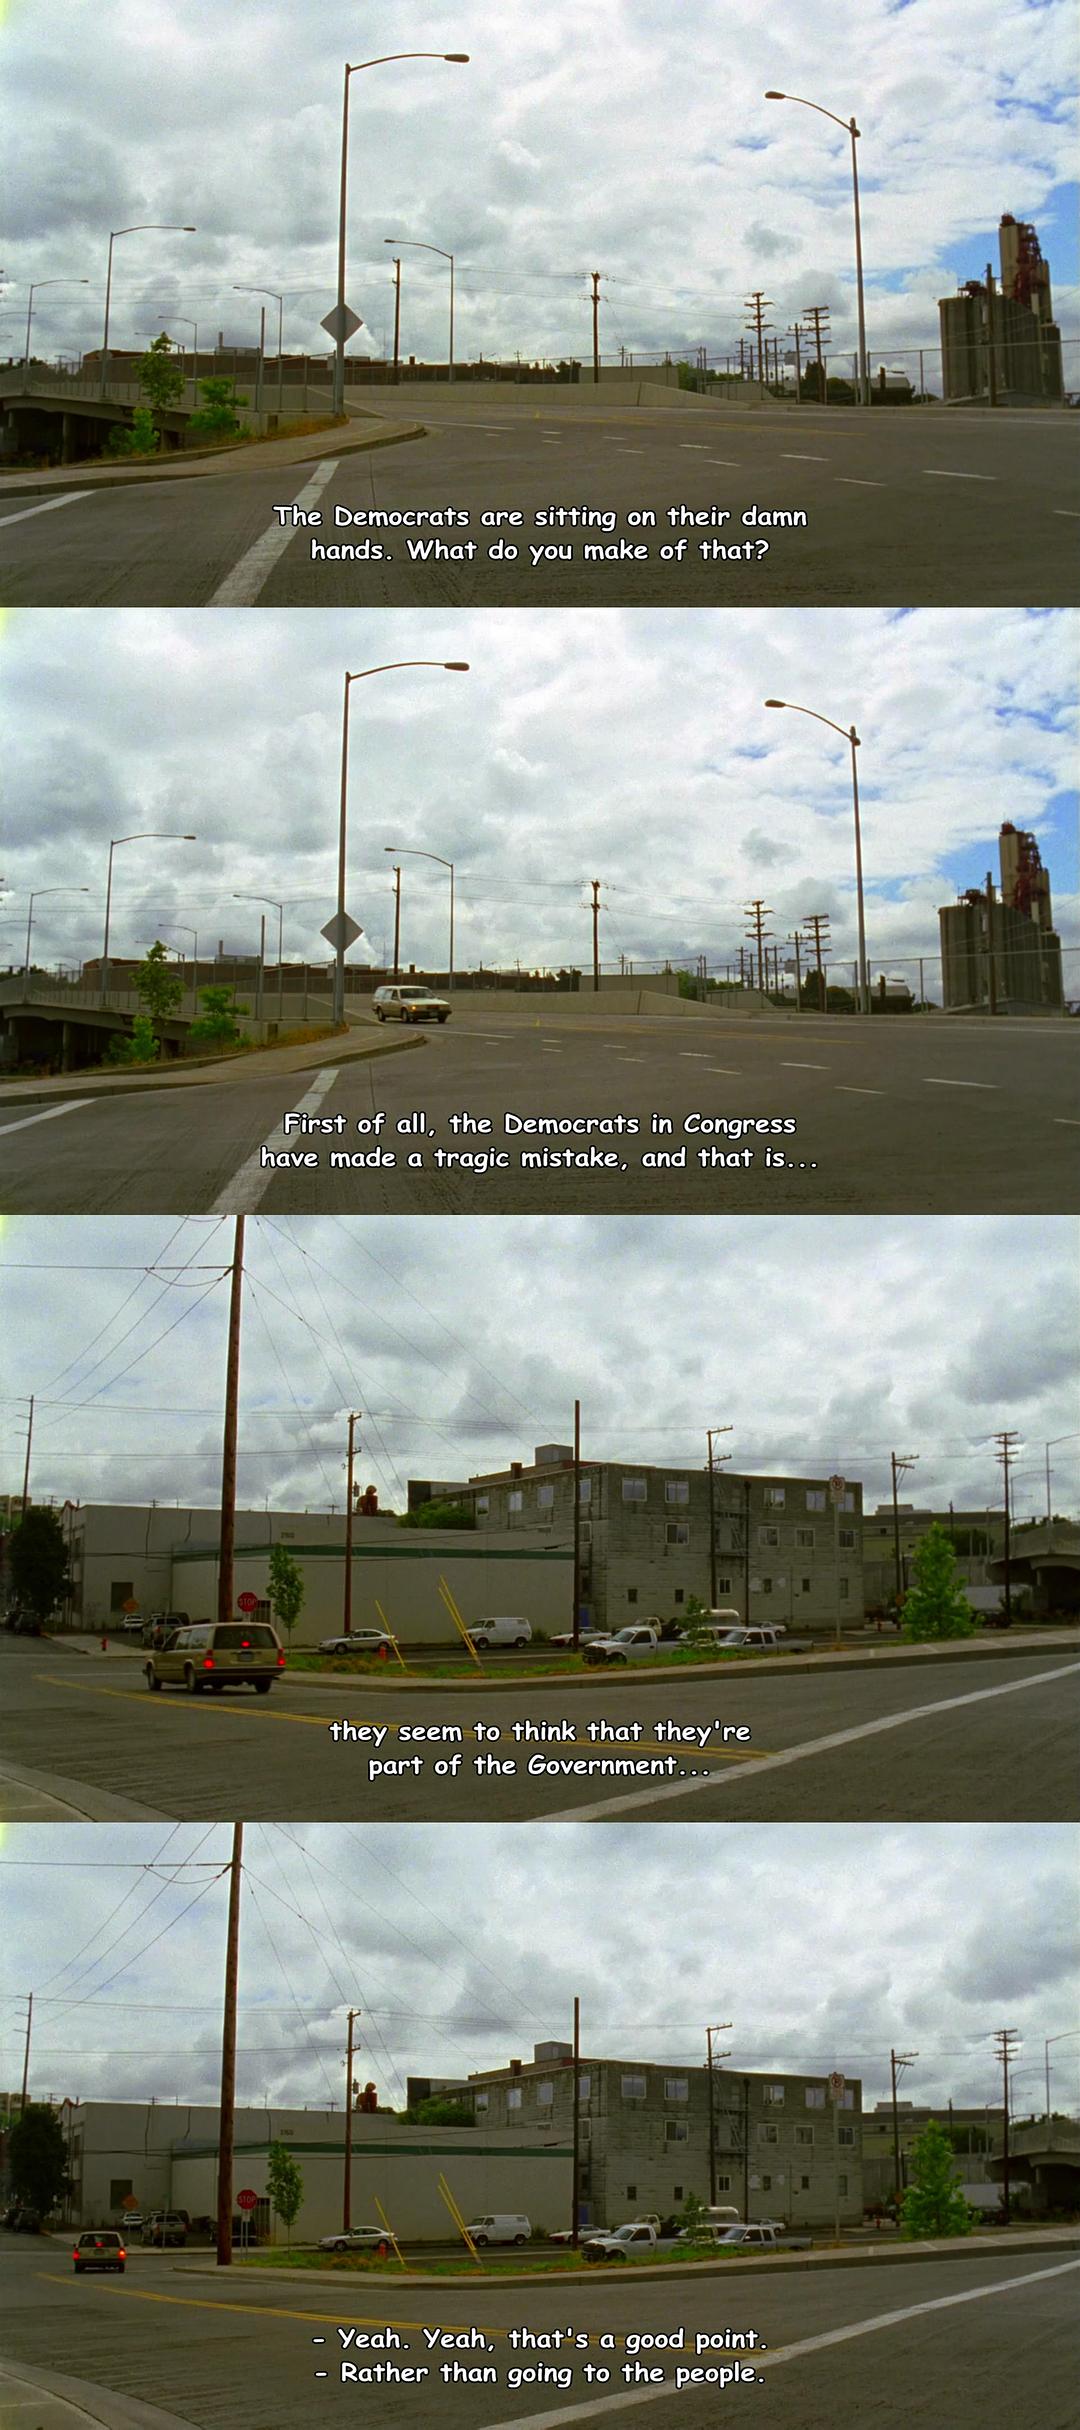 The Democrats are sitting on their damn
hands. What do you make of that?
First of all, the Democrats in Congress
have made a tragic mistake, and that is...
STOP
they seem to think that they're
part of the Government...
STOP
- Yeah. Yeah, that's a good point.
- Rather than going to the people.